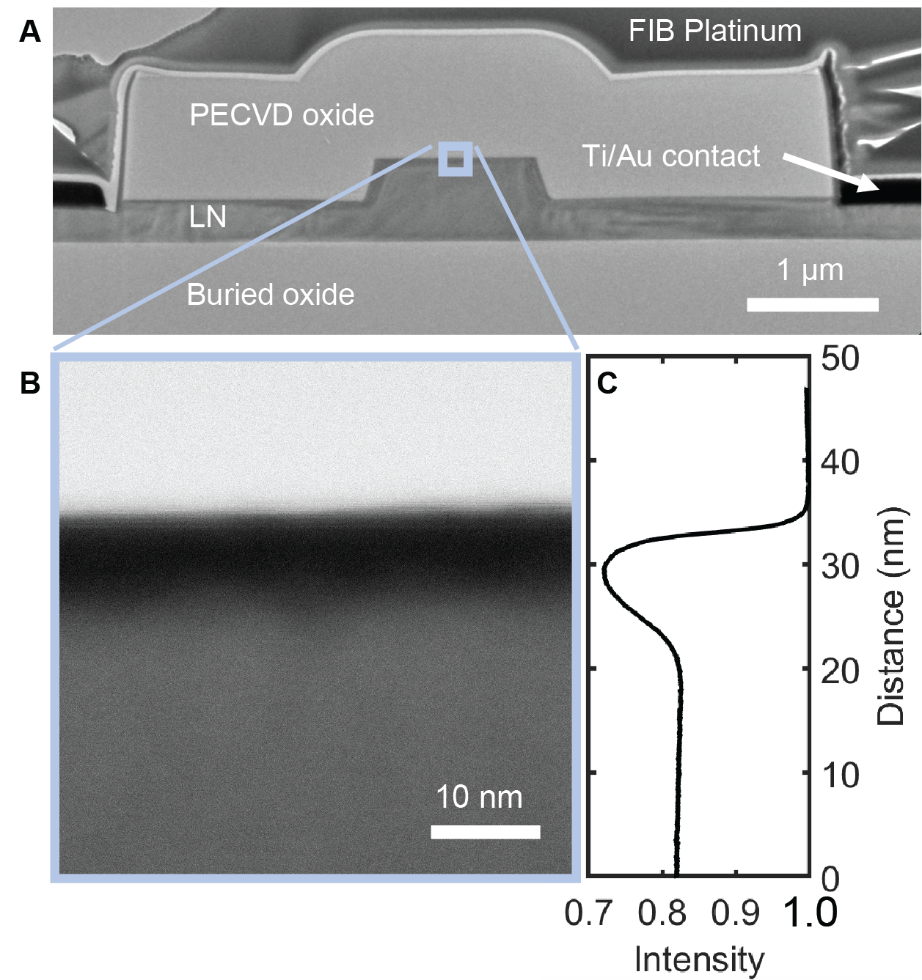 A
FIB Platinum
PECVD oxide
Ti/Au contact
LN
1 µm
Buried oxide
B
10 nm
C
50
40
30
20
10
0
Distance (nm)
0.7 0.8 0.9 1.0
Intensity